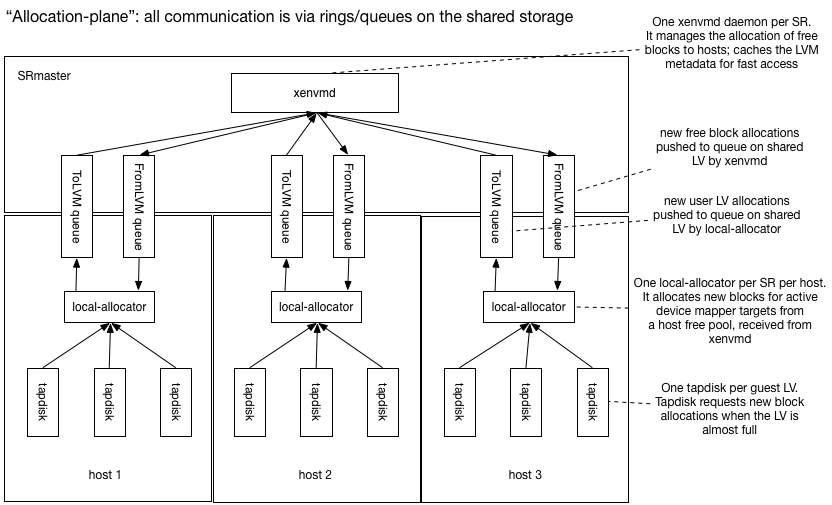 “Allocation-plane”: all communication is via rings/queues on the shared storage
One xenvmd daemon per SR.
It manages the allocation of free
blocks to hosts; caches the LVM
metadata for fast access
SRmaster
xenvmd
new free block allocations
pushed to queue on shared
LV by xenvmd
ToLVM queue
FromLVM queue
ToLVM queue
FromLVM queue
ToLVM queue
FromLVM queue
new user LV allocations
pushed to queue on shared
LV by local-allocator
local-allocator
local-allocator
local-allocator
One local-allocator per SR per host.
It allocates new blocks for active
device mapper targets from
a host free pool, received from
xenvmd
tapdisk
tapdisk
tapdisk
tapdisk
tapdisk
tapdisk
tapdisk
tapdisk
tapdisk
One tapdisk per guest LV.
Tapdisk requests new block
allocations when the LV is
almost full
host 1
host 2
host 3